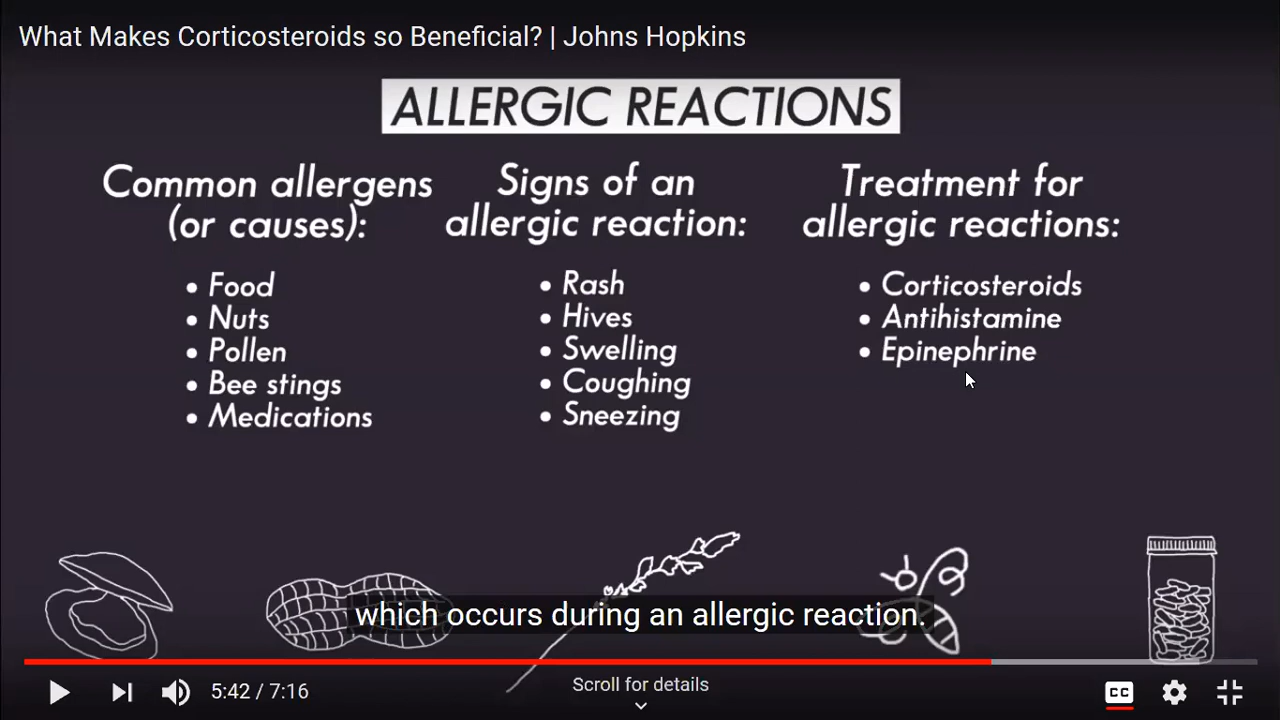 What Makes Corticosteroids so Beneficial? | Johns Hopkins
ALLERGIC REACTIONS
Common allergens
(or causes):
• Food
• Nuts
• Pollen
• Bee stings
• Medications
Signs of an
allergic reaction:
• Rash
• Hives
• Swelling
• Coughing
• Sneezing
Treatment for
allergic reactions:
• Corticosteroids
• Antihistamine
• Epinephrine
which occurs during an allergic reaction.
5:42 / 7:16
Scroll for details
CC